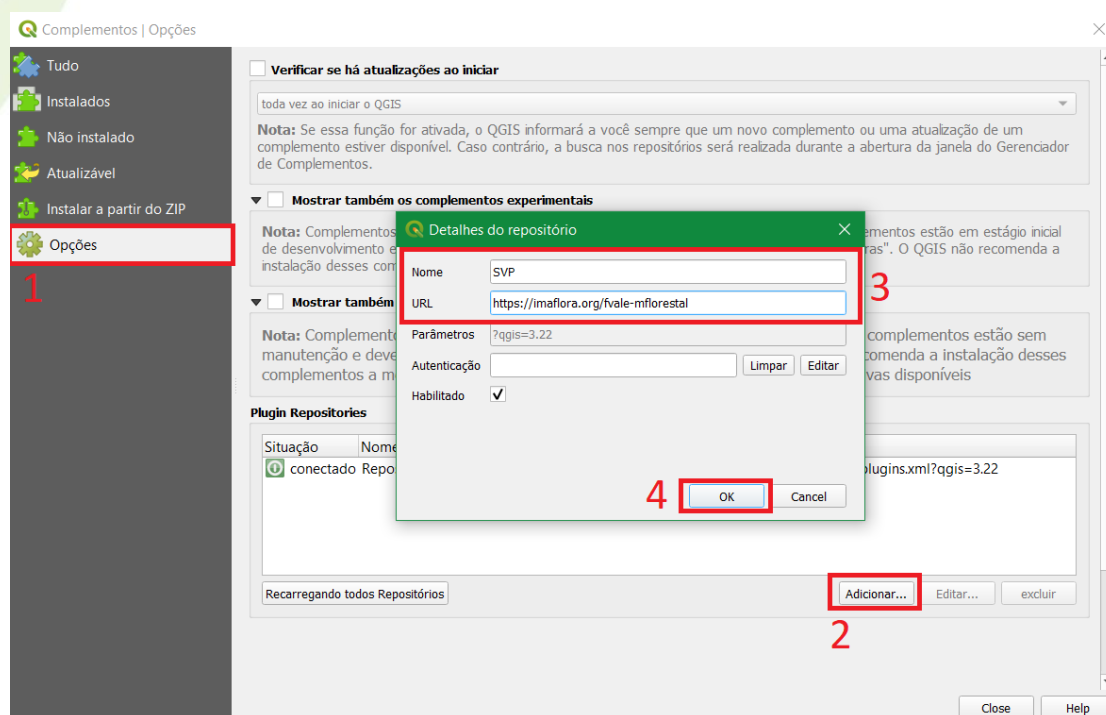 Complementos | Opções
Tudo
Instalados
Não instalado
Atualizável
Instalar a partir do ZIP
Opções
1
Verificar se há atualizações ao iniciar
toda vez ao iniciar o QGIS
Nota: Se essa função for ativada, o QGIS informará a você sempre que um novo complemento ou uma atualização de um
complemento estiver disponível. Caso contrário, a busca nos repositórios será realizada durante a abertura da janela do Gerenciador
de Complementos.
Mostrar também os complementos experimentais
Nota: Complementos ementos estão em estágio inicial
de desenvolvimento e ras". O QGIS não recomenda a
instalação desses com
Mostrar também
Nota: Complemento complementos estão sem
manutenção e deve comenda a instalação desses
complementos a m vas disponíveis
Detalhes do repositório
Nome SVP
URL https://imaflora.org/fvale-mflorestal
3
Parâmetros ?qgis=3.22
Autenticação Limpar Editar
Habilitado
4 OK Cancel
Plugin Repositories
Situação Nome
conectado Repo plugins.xml?qgis=3.22
Recarregando todos Repositórios Adicionar... Editar... excluir
2
Close Help